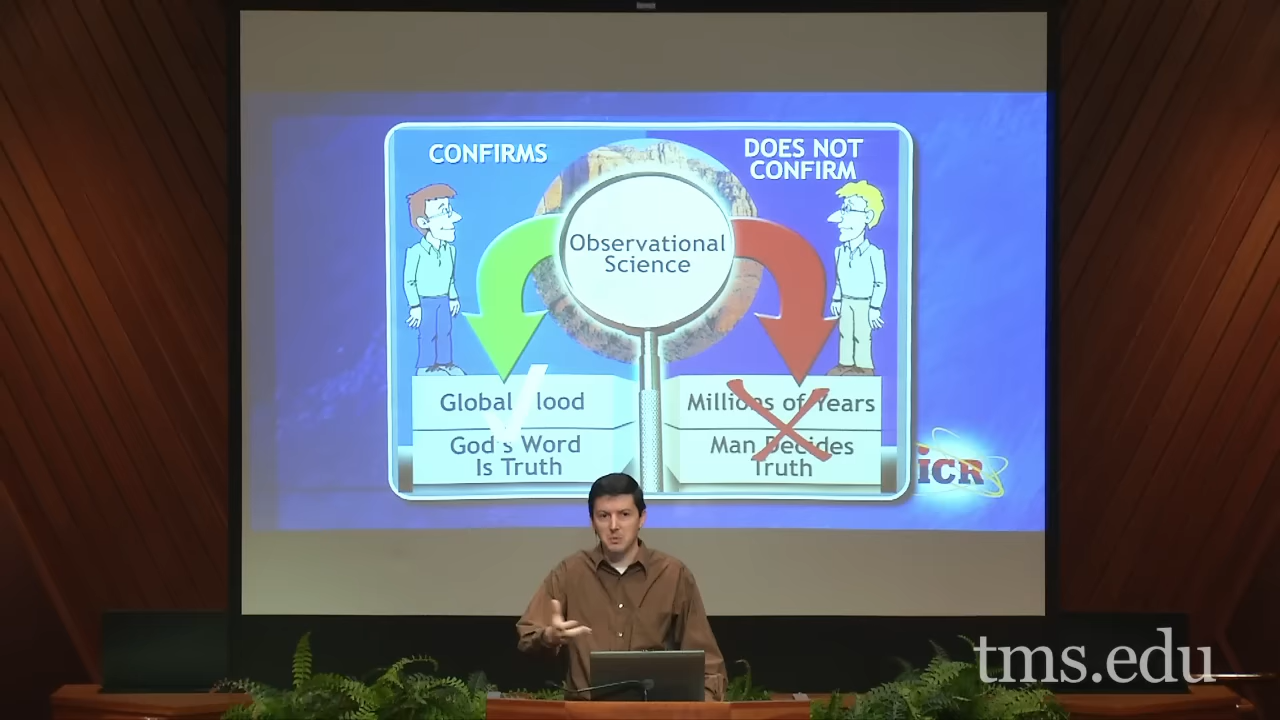 CONFIRMS
DOES NOT
CONFIRM
Observational
Science
Global lood
God's Word
Is Truth
Millions of Years
Man Decides
Truth
ICR
tms.edu